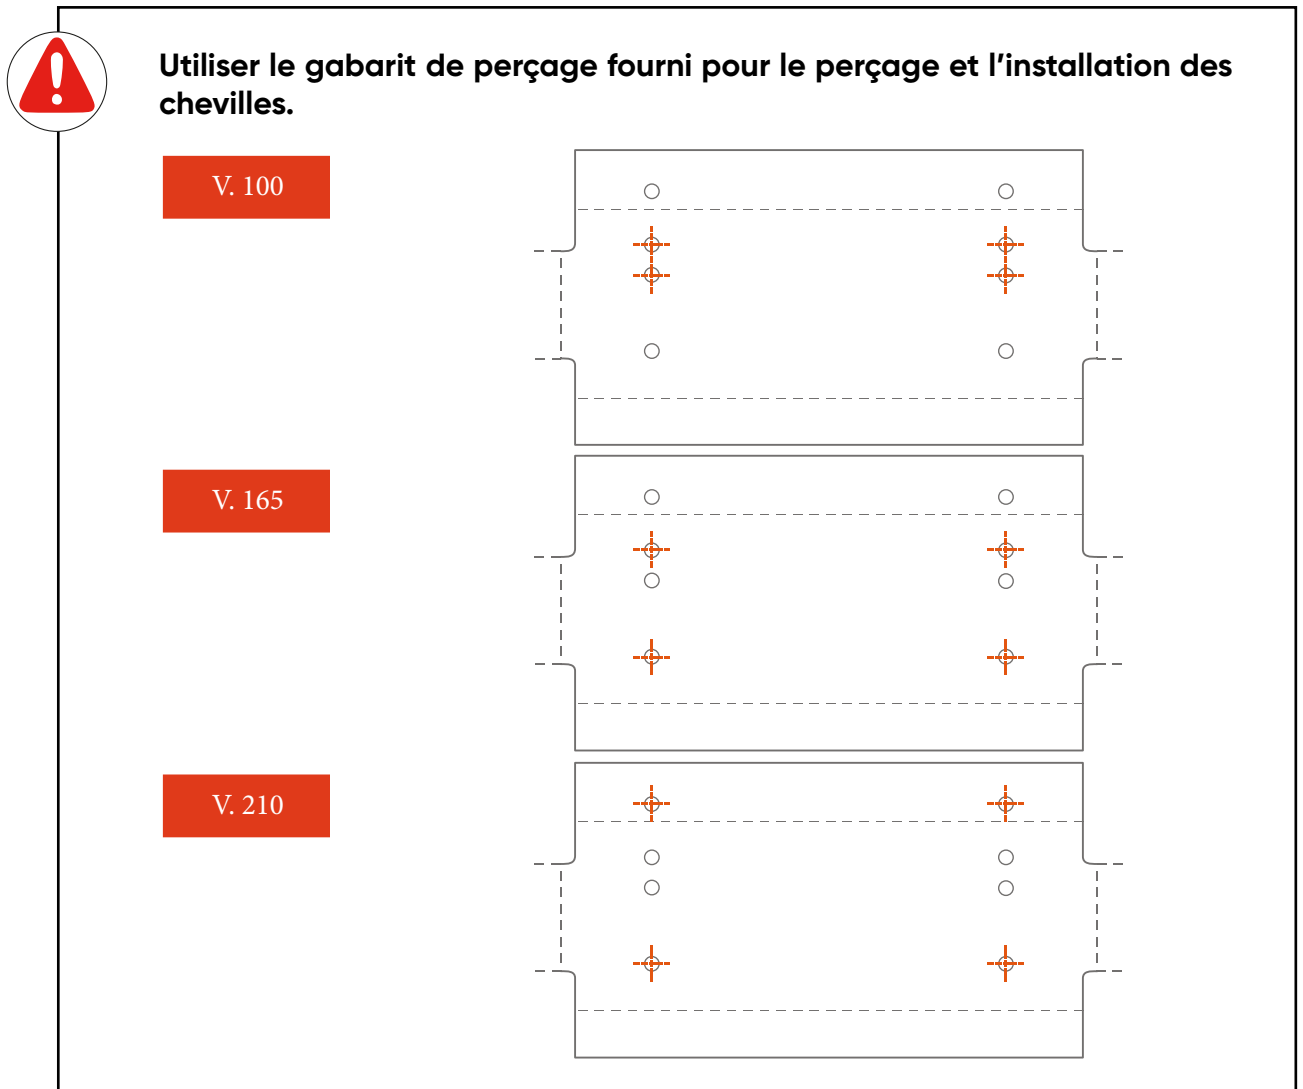 Utiliser le gabarit de perçage fourni pour le perçage et l'installation des
chevilles.
V. 100
V. 165
V. 210